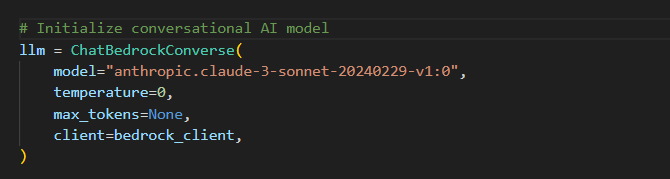 # Initialize conversational AI model
llm = ChatBedrockConverse(
    model="anthropic.claude-3-sonnet-20240229-v1:0",
    temperature=0,
    max_tokens=None,
    client=bedrock_client,
)